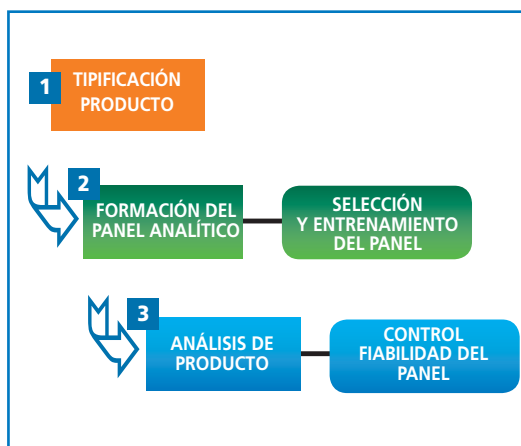 1
TIPIFICACIÓN
PRODUCTO
2
FORMACIÓN DEL
PANEL ANALÍTICO
SELECCIÓN
Y ENTRENAMIENTO
DEL PANEL
3
ANÁLISIS DE
PRODUCTO
CONTROL
FIABILIDAD DEL
PANEL